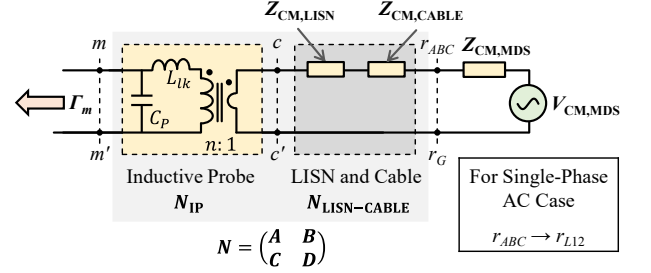 Z_CM,LISN Z_CM,CABLE
m c r_ABC Z_CM,MDS
L_lk
Γ_m C_P V_CM,MDS
n: 1
m' c' r_G
Inductive Probe LISN and Cable
N_IP N_LISN−CABLE
For Single-Phase
AC Case
r_ABC → r_L12
N = (A B
C D)